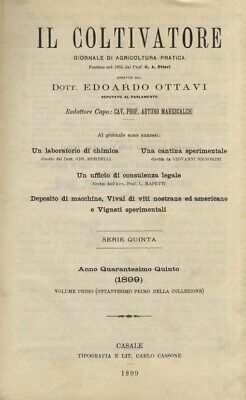 IL COLTIVATORE
GIORNALE DI AGRICOLTURA PRATICA
Fondato nel 1855 dal Prof. G. A. Ottavi
DIRETTO DAL
DOTT. EDOARDO OTTAVI
DEPUTATO AL PARLAMENTO
Redattore Capo: CAV. PROF. ARTURO MARESCALCHI
Al giornale sono annessi:
Un laboratorio di chimica
diretto dal Dott. GIO. MORBELLI
Una cantina sperimentale
diretta da GIOVANNI SIGNORINI
Un ufficio di consulenza legale
diretto dall'Avv. Prof. L. MAPETTI
Deposito di macchine, Vivai di viti nostrane ed americane
e Vigneti sperimentali
SERIE QUINTA
Anno Quarantesimo Quinto
(1899)
VOLUME PRIMO (OTTANTESIMO PRIMO DELLA COLLEZIONE)
CASALE
TIPOGRAFIA E LIT. CARLO CASSONE
1899